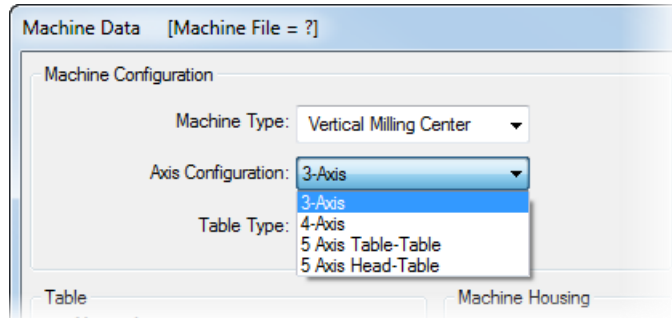 Machine Data [Machine File = ?]
Machine Configuration
Machine Type: Vertical Milling Center
Axis Configuration: 3-Axis
3-Axis
Table Type: 4-Axis
5 Axis Table-Table
5 Axis Head-Table
Table Machine Housing